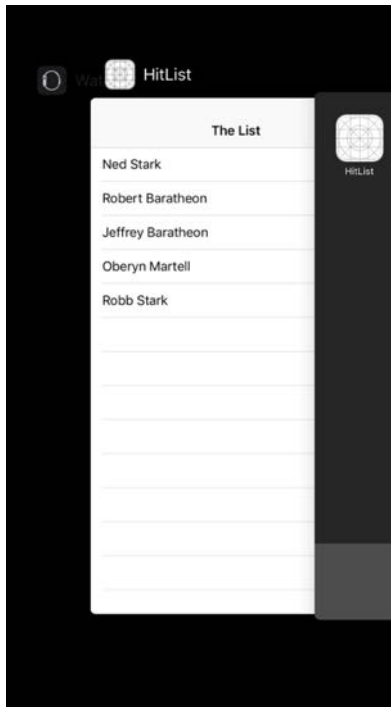 HitList
The List
HitList
Ned Stark
Robert Baratheon
Jeffrey Baratheon
Oberyn Martell
Robb Stark